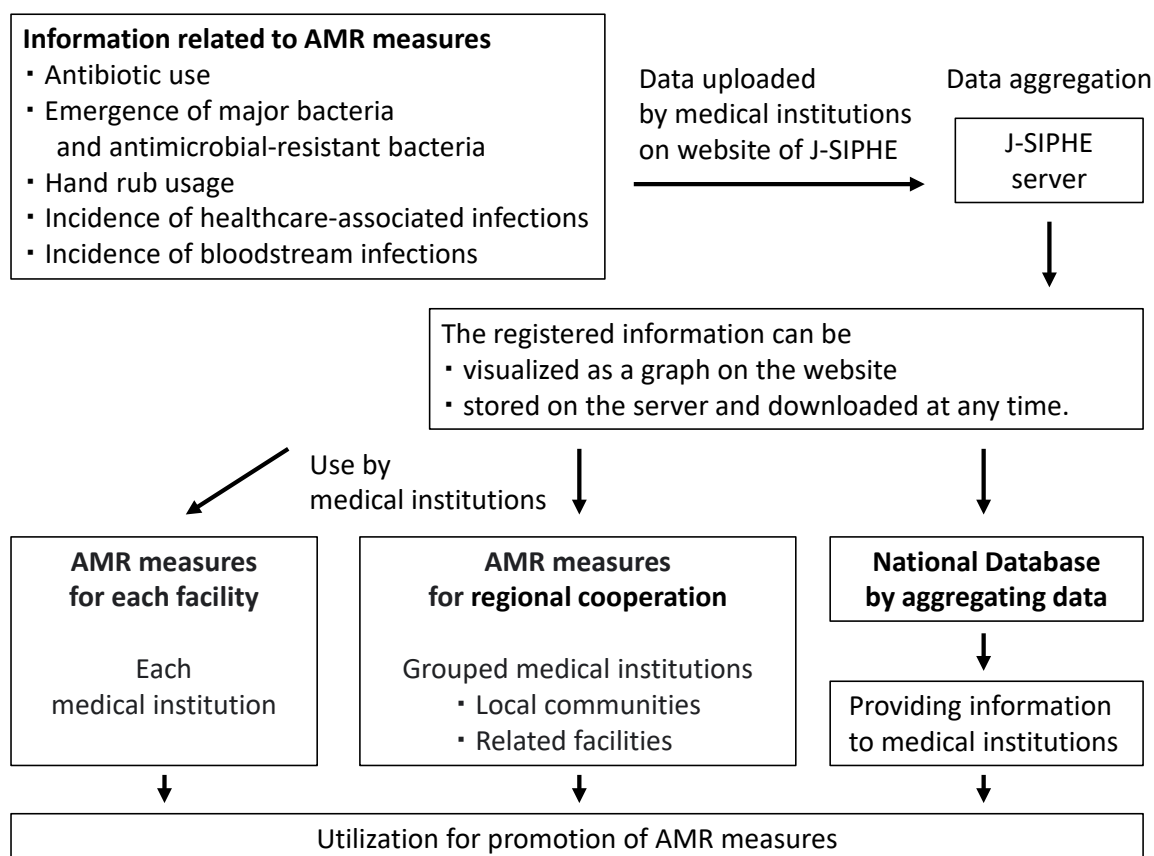 Information related to AMR measures
・Antibiotic use
・Emergence of major bacteria
and antimicrobial-resistant bacteria
・Hand rub usage
・Incidence of healthcare-associated infections
・Incidence of bloodstream infections
Data uploaded
by medical institutions
on website of J-SIPHE
Data aggregation
J-SIPHE
server
The registered information can be
・visualized as a graph on the website
・stored on the server and downloaded at any time.
Use by
medical institutions
AMR measures
for each facility
Each
medical institution
AMR measures
for regional cooperation
Grouped medical institutions
・Local communities
・Related facilities
National Database
by aggregating data
Providing information
to medical institutions
Utilization for promotion of AMR measures